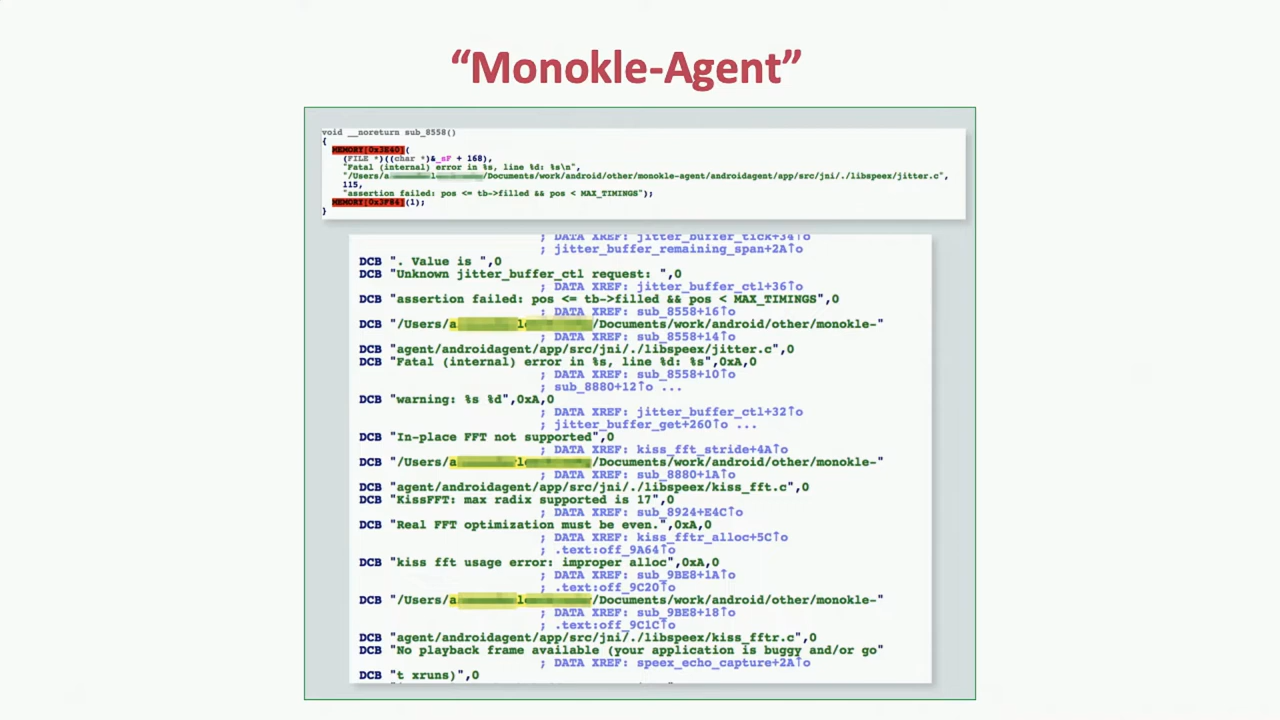 “Monokle-Agent”
void __noreturn sub_8558()
{
MEMORY[0x3E40](
(FILE *)((char *)&_sF + 168),
"Fatal (internal) error in %s, line %d: %s\n",
"/Users/a l /Documents/work/android/other/monokle-agent/androidagent/app/src/jni/./libspeex/jitter.c",
115,
"assertion failed: pos <= tb->filled && pos < MAX_TIMINGS");
MEMORY[0x3F84](1);
}
; DATA XREF: jitter_buffer_tick+34↑o
; jitter_buffer_remaining_span+2A↑o
DCB ". Value is ",0
DCB "Unknown jitter_buffer_ctl request: ",0
; DATA XREF: jitter_buffer_ctl+36↑o
DCB "assertion failed: pos <= tb->filled && pos < MAX_TIMINGS",0
; DATA XREF: sub_8558+16↑o
DCB "/Users/a l /Documents/work/android/other/monokle-"
; DATA XREF: sub_8558+14↑o
DCB "agent/androidagent/app/src/jni/./libspeex/jitter.c",0
DCB "Fatal (internal) error in %s, line %d: %s",0xA,0
; DATA XREF: sub_8558+10↑o
; sub_8880+12↑o ...
DCB "warning: %s %d",0xA,0
; DATA XREF: jitter_buffer_ctl+32↑o
; jitter_buffer_get+260↑o ...
DCB "In-place FFT not supported",0
; DATA XREF: kiss_fft_stride+4A↑o
DCB "/Users/a l /Documents/work/android/other/monokle-"
; DATA XREF: sub_8880+1A↑o
DCB "agent/androidagent/app/src/jni/./libspeex/kiss_fft.c",0
DCB "KissFFT: max radix supported is 17",0
; DATA XREF: sub_8924+E4C↑o
DCB "Real FFT optimization must be even.",0xA,0
; DATA XREF: kiss_fftr_alloc+5C↑o
; .text:off_9A64↑o
DCB "kiss fft usage error: improper alloc",0xA,0
; DATA XREF: sub_9BE8+1A↑o
; .text:off_9C20↑o
DCB "/Users/a l /Documents/work/android/other/monokle-"
; DATA XREF: sub_9BE8+18↑o
; .text:off_9C1C↑o
DCB "agent/androidagent/app/src/jni/./libspeex/kiss_fftr.c",0
DCB "No playback frame available (your application is buggy and/or go"
; DATA XREF: speex_echo_capture+2A↑o
DCB "t xruns)",0